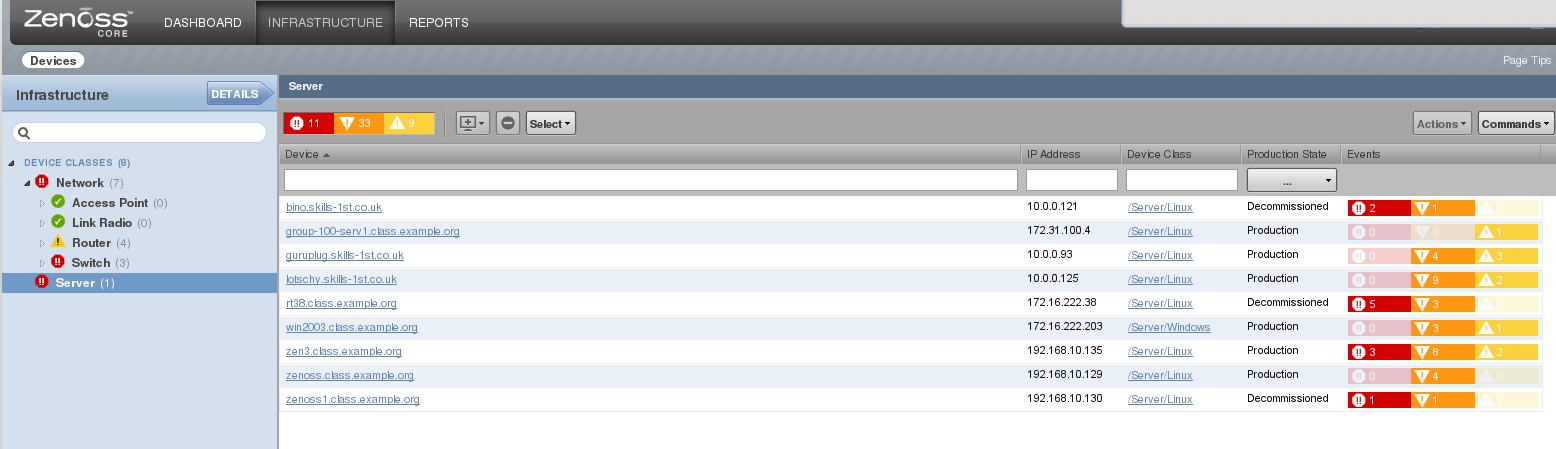 Zenoss™ CORE DASHBOARD INFRASTRUCTURE REPORTS
Devices Page Tips
Infrastructure DETAILS
Server
11 33 9 Select Actions Commands
DEVICE CLASSES (8)
Network (7)
Access Point (0)
Link Radio (0)
Router (4)
Switch (3)
Server (1)
Device IP Address Device Class Production State Events
...
bino.skills-1st.co.uk 10.0.0.121 /Server/Linux Decommissioned 2 1 0
group-100-serv1.class.example.org 172.31.100.4 /Server/Linux Production 0 0 1
guruplug.skills-1st.co.uk 10.0.0.93 /Server/Linux Production 0 4 3
lotschy.skills-1st.co.uk 10.0.0.125 /Server/Linux Production 0 9 2
rt38.class.example.org 172.16.222.38 /Server/Linux Decommissioned 5 3 0
win2003.class.example.org 172.16.222.203 /Server/Windows Production 0 3 1
zen3.class.example.org 192.168.10.135 /Server/Linux Production 3 8 2
zenoss.class.example.org 192.168.10.129 /Server/Linux Production 0 4 0
zenoss1.class.example.org 192.168.10.130 /Server/Linux Decommissioned 1 1 0